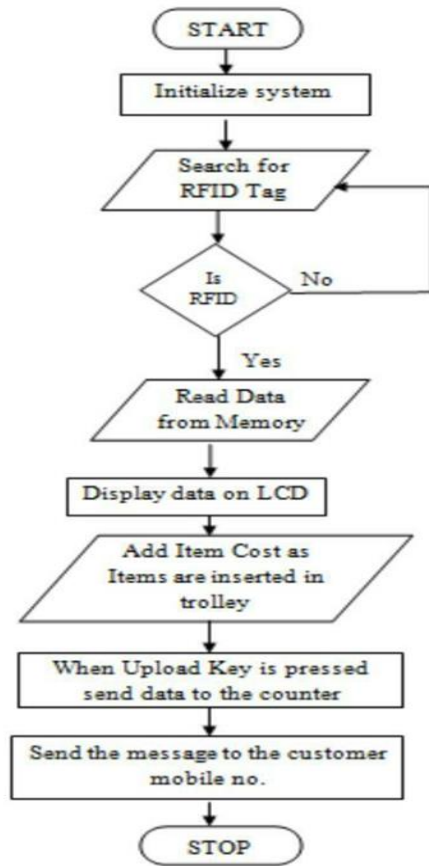 START
Initialize system
Search for
RFID Tag
Is
RFID
No
Yes
Read Data
from Memory
Display data on LCD
Add Item Cost as
Items are inserted in
trolley
When Upload Key is pressed
send data to the counter
Send the message to the customer
mobile no.
STOP